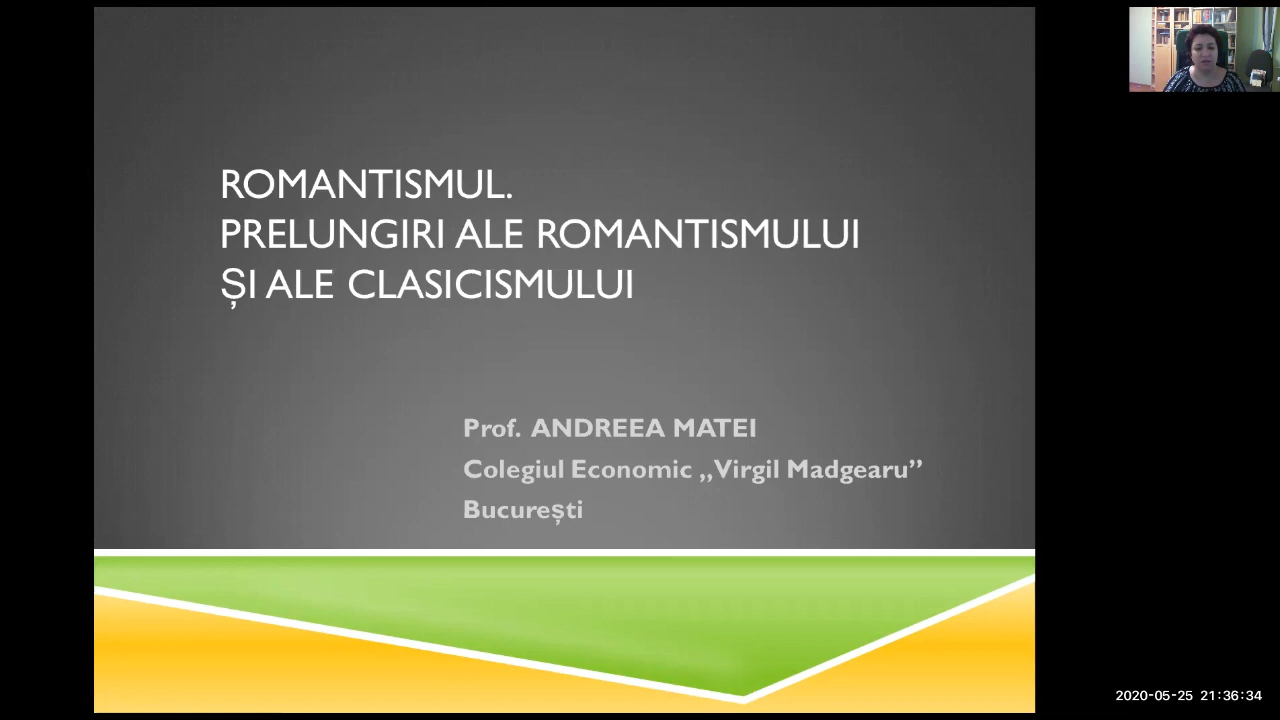 ROMANTISMUL.
PRELUNGIRI ALE ROMANTISMULUI
ȘI ALE CLASICISMULUI
Prof. ANDREEA MATEI
Colegiul Economic „Virgil Madgearu”
București
2020-05-25 21:36:34